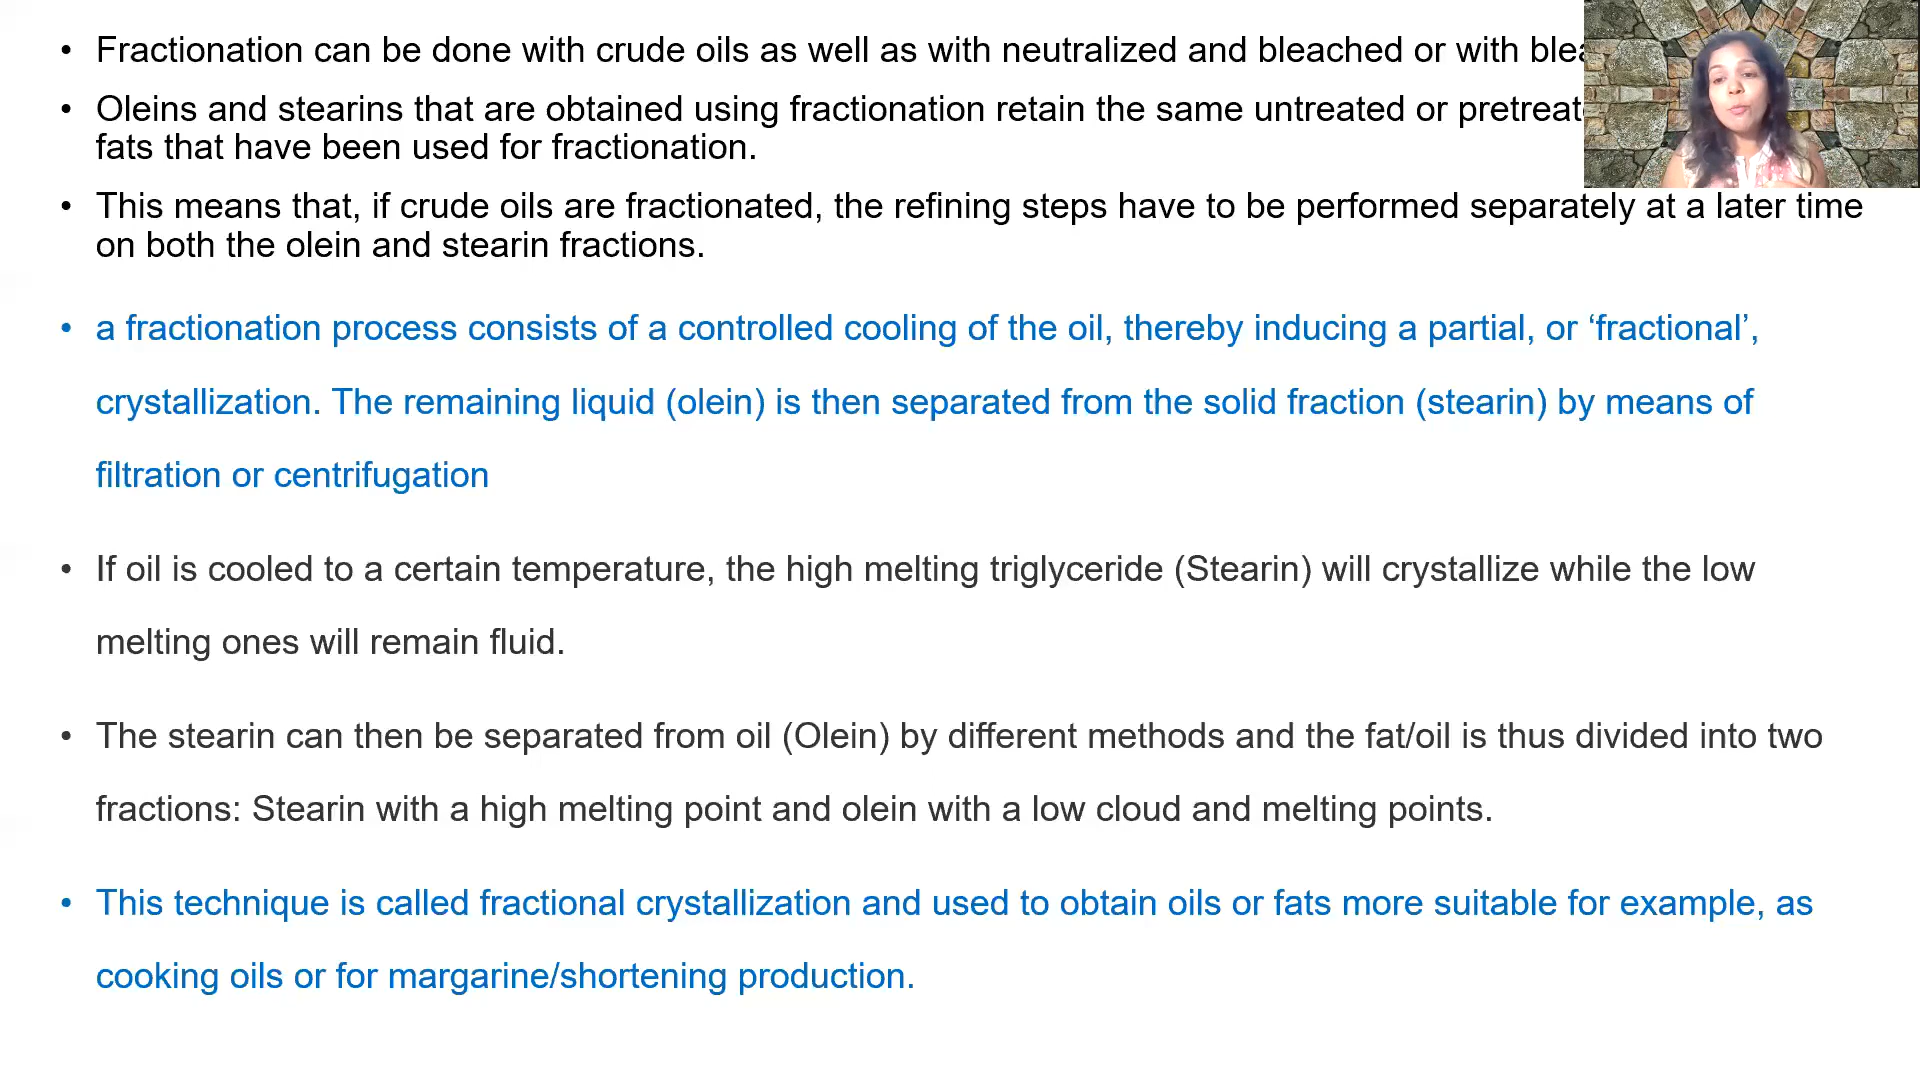 • Fractionation can be done with crude oils as well as with neutralized and bleached or with
• Oleins and stearins that are obtained using fractionation retain the same untreated or
fats that have been used for fractionation.
• This means that, if crude oils are fractionated, the refining steps have to be performed separately at a later time
on both the olein and stearin fractions.
• a fractionation process consists of a controlled cooling of the oil, thereby inducing a partial, or ‘fractional’,
crystallization. The remaining liquid (olein) is then separated from the solid fraction (stearin) by means of
filtration or centrifugation
• If oil is cooled to a certain temperature, the high melting triglyceride (Stearin) will crystallize while the low
melting ones will remain fluid.
• The stearin can then be separated from oil (Olein) by different methods and the fat/oil is thus divided into two
fractions: Stearin with a high melting point and olein with a low cloud and melting points.
• This technique is called fractional crystallization and used to obtain oils or fats more suitable for example, as
cooking oils or for margarine/shortening production.